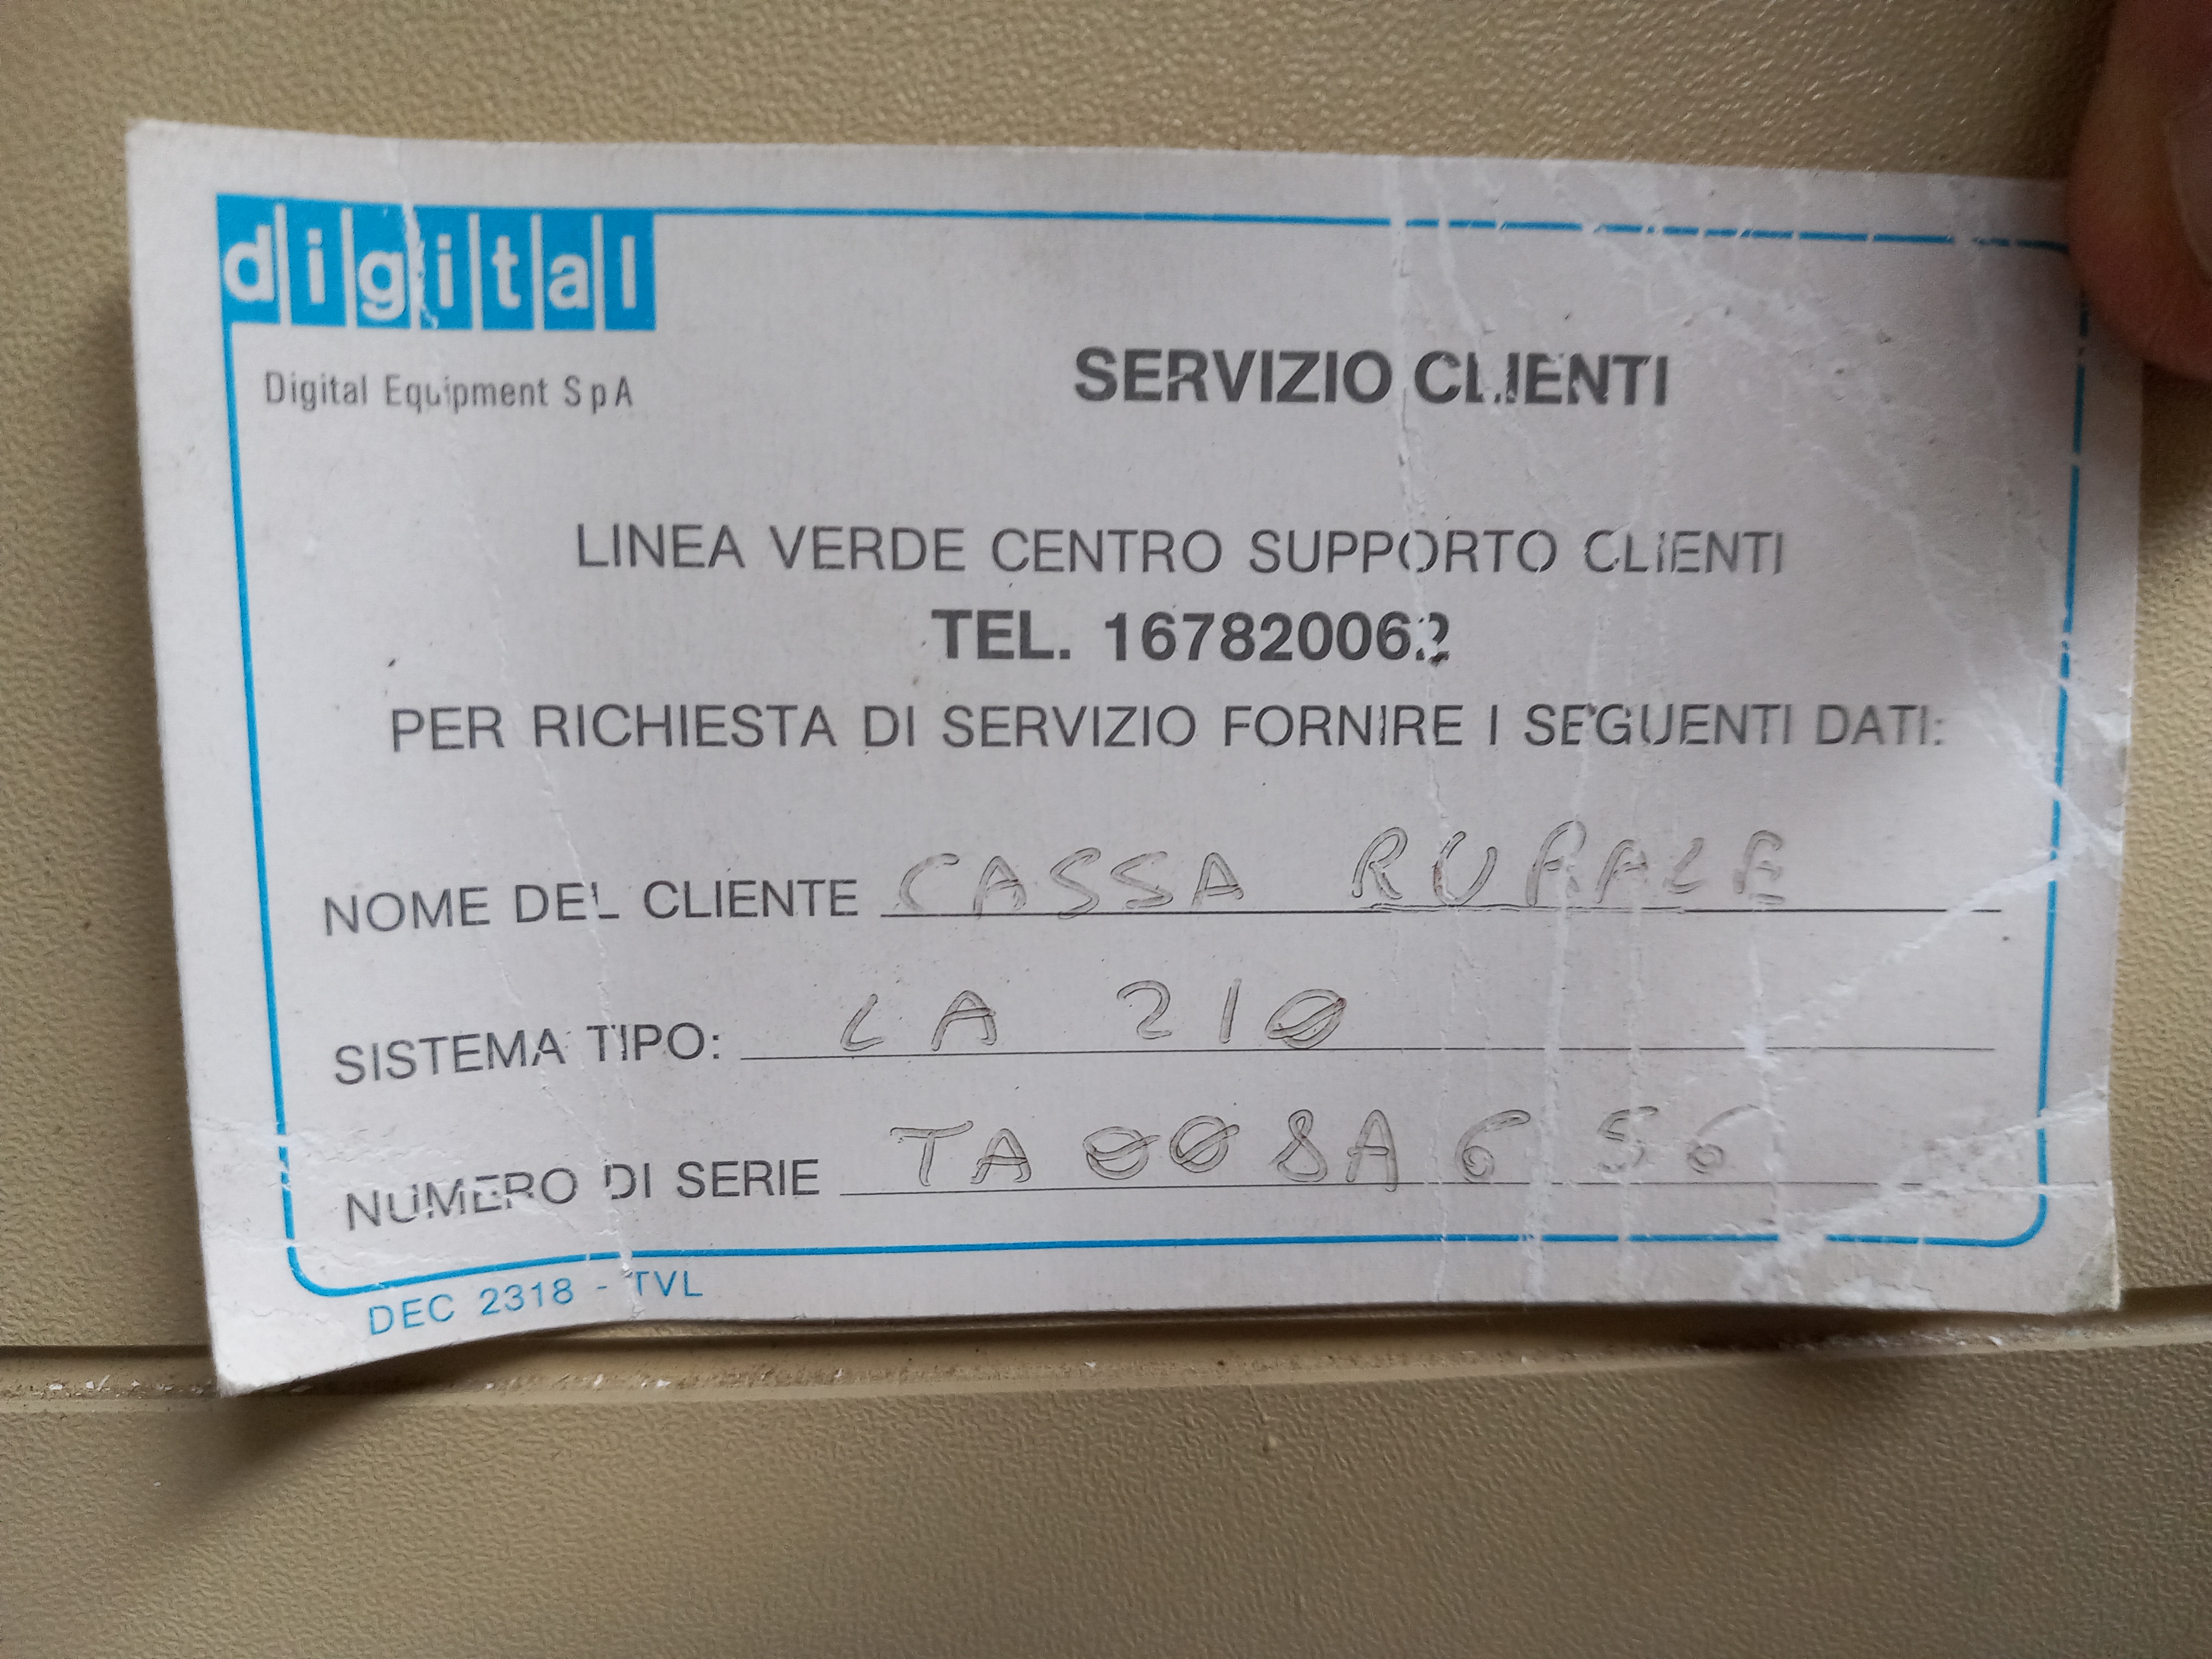 digital
Digital Equipment SpA
SERVIZIO CLIENTI
LINEA VERDE CENTRO SUPPORTO CLIENTI
TEL. 167820062
PER RICHIESTA DI SERVIZIO FORNIRE I SEGUENTI DATI:
NOME DEL CLIENTE CASSA RURALE
SISTEMA TIPO: LA 210
NUMERO DI SERIE TA008A656
DEC 2318 - TVL